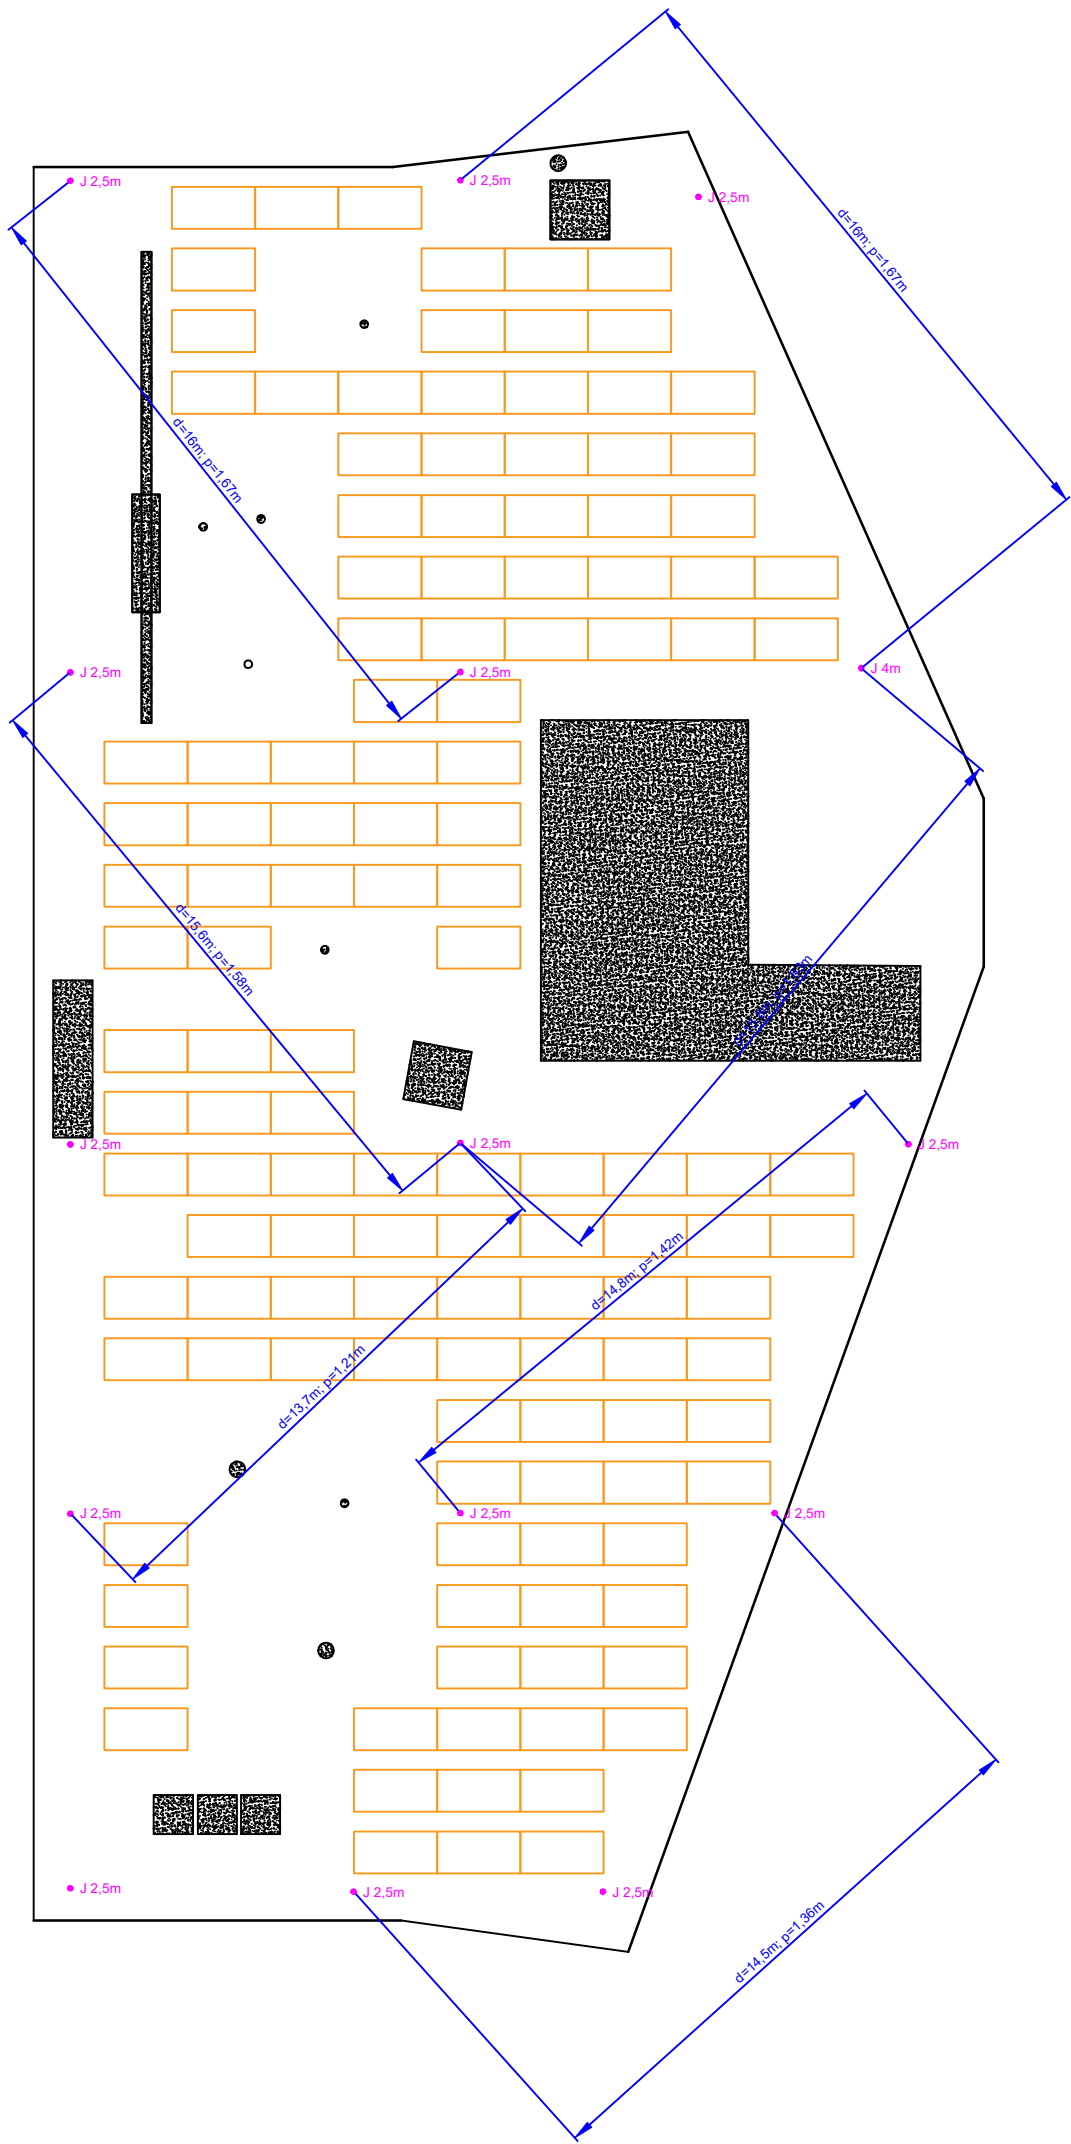 J 2,5m
J 2,5m
J 2,5m
d=16m; p=1,67m
d=16m; p=1,67m
J 2,5m
J 2,5m
J 4m
d=15,6m; p=1,58m
J 2,5m
J 2,5m
J 2,5m
d=14,8m; p=1,42m
d=13,7m; p=1,21m
J 2,5m
J 2,5m
J 2,5m
J 2,5m
J 2,5m
J 2,5m
d=14,5m; p=1,36m